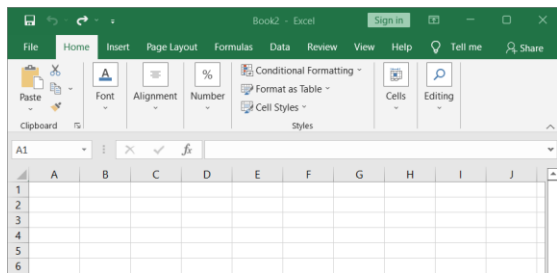 Book2 - Excel Sign in
File Home Insert Page Layout Formulas Data Review View Help Tell me Share
Paste
Clipboard
A
Font
Alignment
%
Number
Conditional Formatting
Format as Table
Cell Styles
Styles
Cells
Editing
A1 fx
A B C D E F G H I J
1
2
3
4
5
6